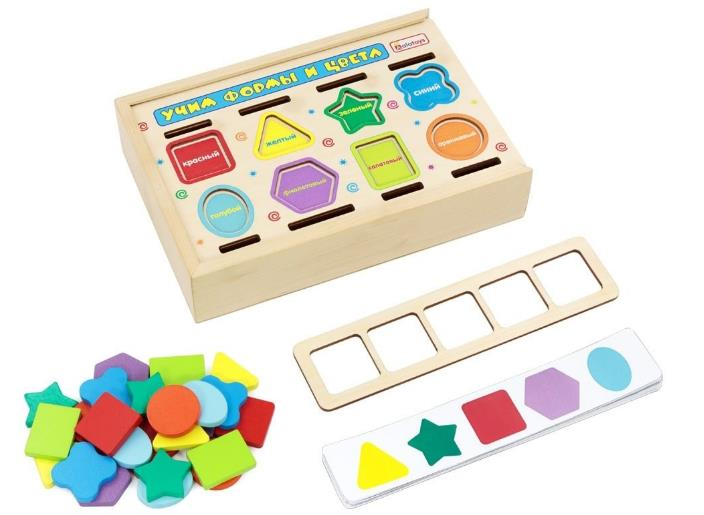 УЧИМ ФОРМЫ И ЦВЕТА
alatoys
красный
желтый
зеленый
синий
голубой
фиолетовый
салатовый
оранжевый